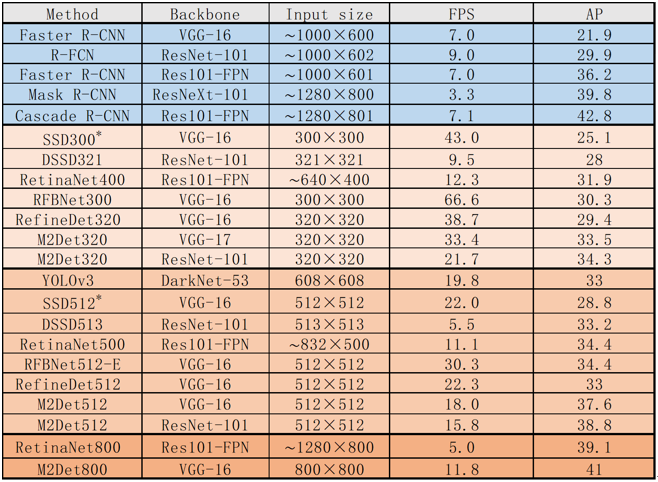 Method Backbone Input size FPS AP
Faster R-CNN VGG-16 ~1000×600 7.0 21.9
R-FCN ResNet-101 ~1000×602 9.0 29.9
Faster R-CNN Res101-FPN ~1000×601 7.0 36.2
Mask R-CNN ResNeXt-101 ~1280×800 3.3 39.8
Cascade R-CNN Res101-FPN ~1280×801 7.1 42.8
SSD300* VGG-16 300×300 43.0 25.1
DSSD321 ResNet-101 321×321 9.5 28
RetinaNet400 Res101-FPN ~640×400 12.3 31.9
RFBNet300 VGG-16 300×300 66.6 30.3
RefineDet320 VGG-16 320×320 38.7 29.4
M2Det320 VGG-17 320×320 33.4 33.5
M2Det320 ResNet-101 320×320 21.7 34.3
YOLOv3 DarkNet-53 608×608 19.8 33
SSD512* VGG-16 512×512 22.0 28.8
DSSD513 ResNet-101 513×513 5.5 33.2
RetinaNet500 Res101-FPN ~832×500 11.1 34.4
RFBNet512-E VGG-16 512×512 30.3 34.4
RefineDet512 VGG-16 512×512 22.3 33
M2Det512 VGG-16 512×512 18.0 37.6
M2Det512 ResNet-101 512×512 15.8 38.8
RetinaNet800 Res101-FPN ~1280×800 5.0 39.1
M2Det800 VGG-16 800×800 11.8 41